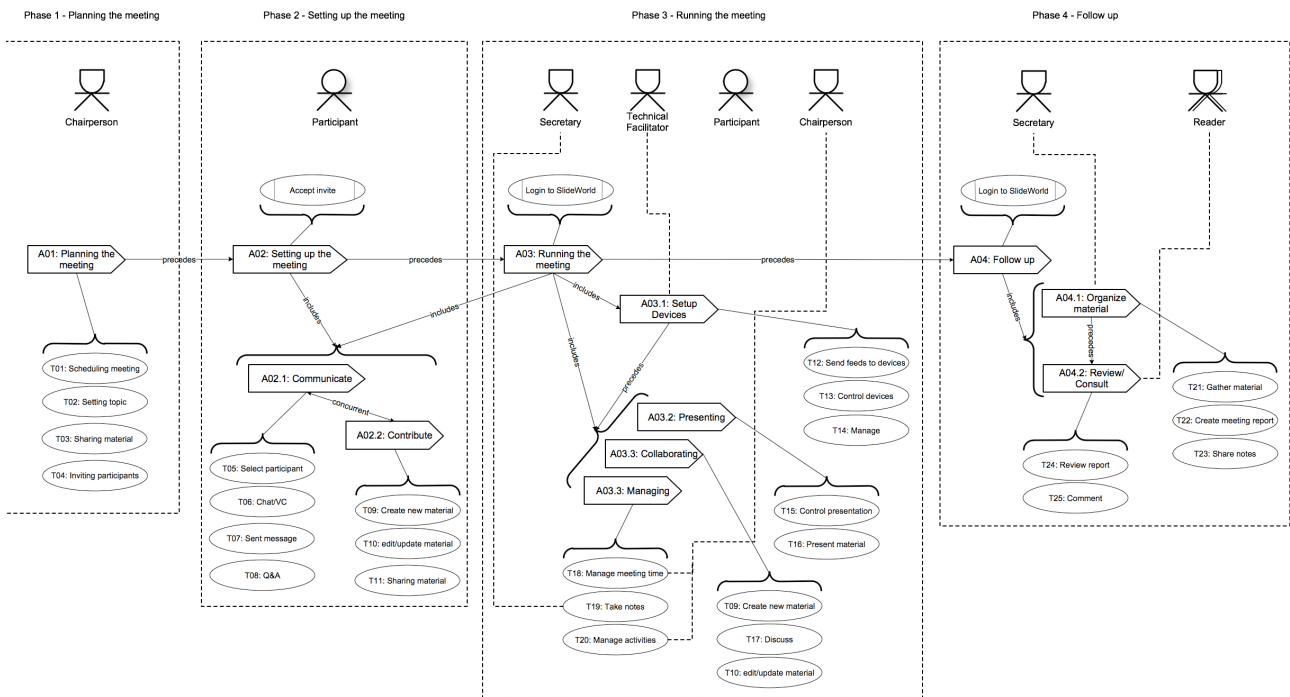 Phase 1 - Planning the meeting
Phase 2 - Setting up the meeting
Phase 3 - Running the meeting
Phase 4 - Follow up
Chairperson
Participant
Secretary
Technical
Facilitator
Participant
Chairperson
Secretary
Reader
Accept invite
Login to SlideWorld
Login to SlideWorld
A01: Planning the
meeting
precedes
A02: Setting up the
meeting
precedes
A03: Running the
meeting
precedes
A04: Follow up
includes
includes
includes
includes
precedes
includes
A03.1: Setup
Devices
A04.1: Organize
material
precedes
A04.2: Review/
Consult
T01: Scheduling meeting
T02: Setting topic
T03: Sharing material
T04: Inviting participants
A02.1: Communicate
concurrent
A02.2: Contribute
T05: Select participant
T06: Chat/VC
T07: Sent message
T08: Q&A
T09: Create new material
T10: edit/update material
T11: Sharing material
A03.2: Presenting
A03.3: Collaborating
A03.3: Managing
T12: Send feeds to devices
T13: Control devices
T14: Manage
T15: Control presentation
T16: Present material
T18: Manage meeting time
T19: Take notes
T20: Manage activities
T09: Create new material
T17: Discuss
T10: edit/update material
T21: Gather material
T22: Create meeting report
T23: Share notes
T24: Review report
T25: Comment